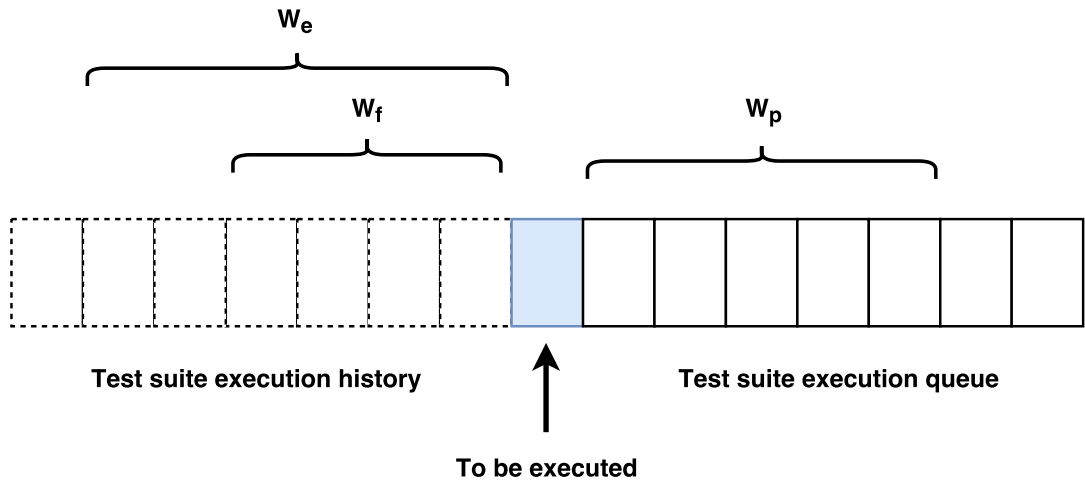 We
Wf
Wp
Test suite execution history
Test suite execution queue
To be executed